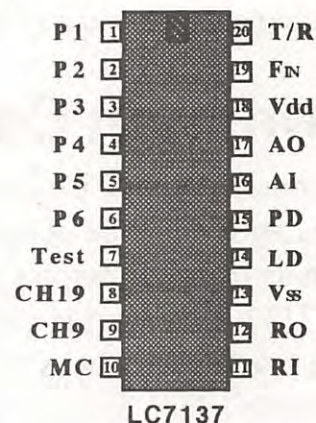 P1 1 20 T/R
P2 2 19 FIN
P3 3 18 Vdd
P4 4 17 AO
P5 5 16 AI
P6 6 15 PD
Test 7 14 LD
CH19 8 13 Vss
CH9 9 12 RO
MC 10 11 RI
LC7137